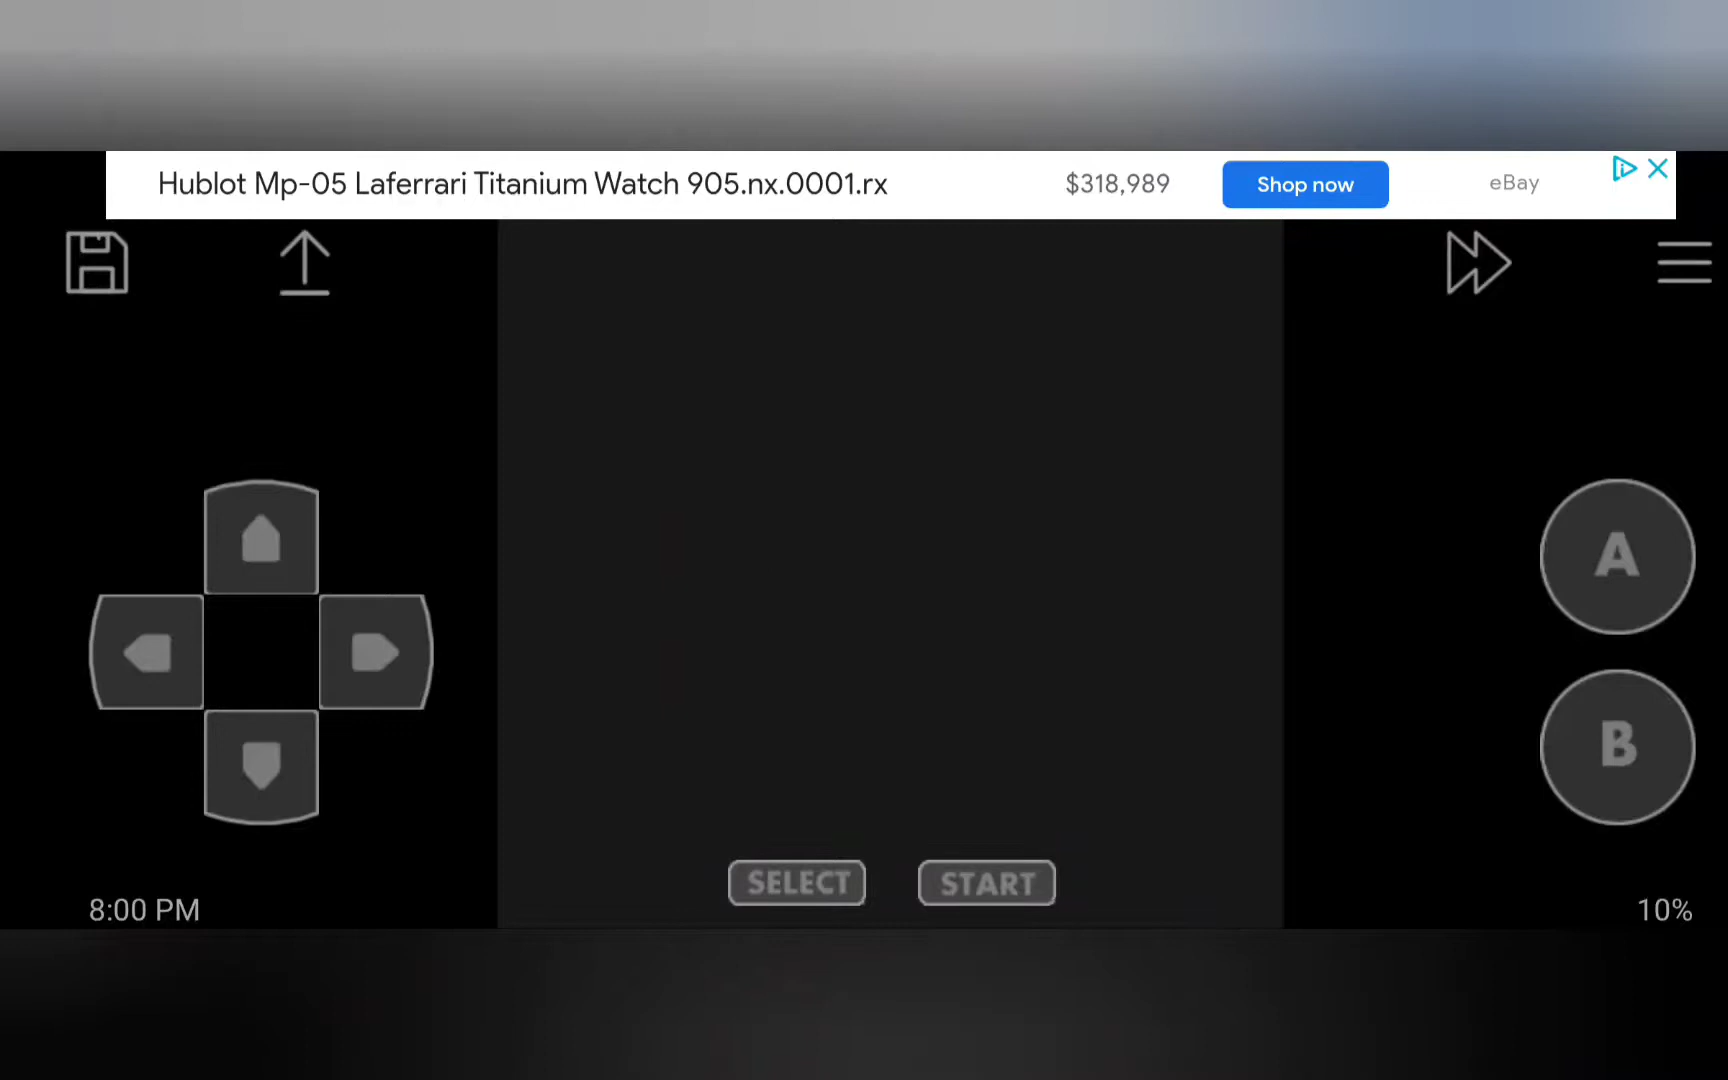 Hublot Mp-05 Laferrari Titanium Watch 905.nx.0001.rx $318,989 Shop now eBay
A
B
SELECT START
8:00 PM 10%